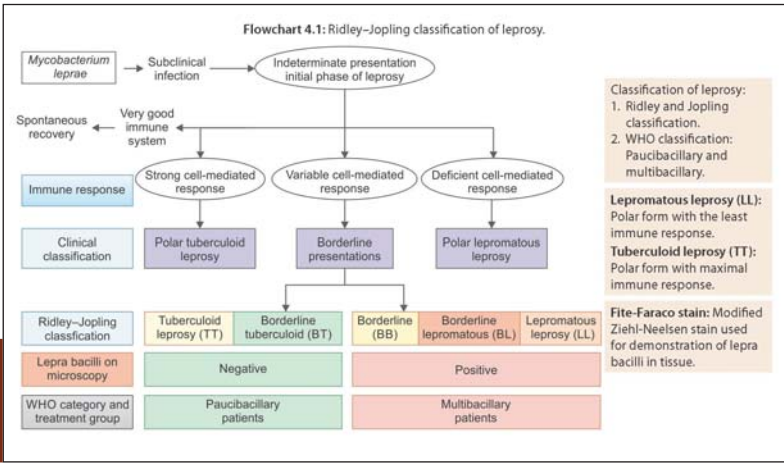 Flowchart 4.1: Ridley–Jopling classification of leprosy.
Mycobacterium
leprae
Subclinical
infection
Indeterminate presentation
initial phase of leprosy
Spontaneous
recovery
Very good
immune
system
Immune response
Strong cell-mediated
response
Variable cell-mediated
response
Deficient cell-mediated
response
Clinical
classification
Polar tuberculoid
leprosy
Borderline
presentations
Polar lepromatous
leprosy
Ridley–Jopling
classfication
Tuberculoid
leprosy (TT)
Borderline
tuberculoid (BT)
Borderline
(BB)
Borderline
lepromatous (BL)
Lepromatous
leprosy (LL)
Lepra bacilli on
microscopy
Negative
Positive
WHO category and
treatment group
Paucibacillary
patients
Multibacillary
patients
Classification of leprosy:
1. Ridley and Jopling
classification.
2. WHO classification:
Paucibacillary and
multibacillary.
Lepromatous leprosy (LL):
Polar form with the least
immune response.
Tuberculoid leprosy (TT):
Polar form with maximal
immune response.
Fite-Faraco stain: Modified
Ziehl-Neelsen stain used
for demonstration of lepra
bacilli in tissue.